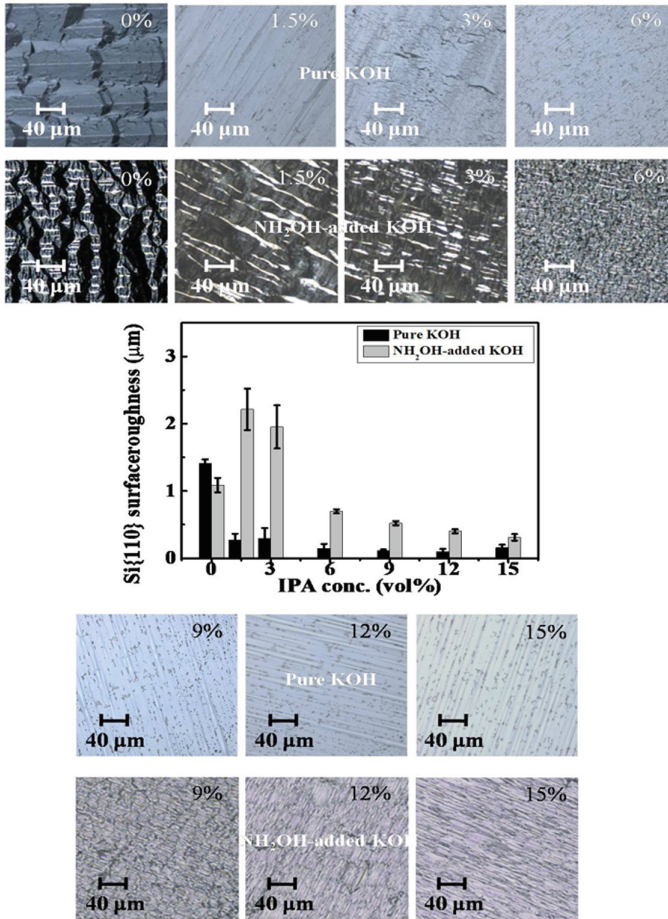 0% 1.5% 3% 6%
Pure KOH
40 μm 40 μm 40 μm 40 μm
0% 1.5% 3% 6%
NH₂OH-added KOH
40 μm 40 μm 40 μm 40 μm
Si{110} surfaceroughness (μm)
3
2
1
0
Pure KOH
NH₂OH-added KOH
0 3 6 9 12 15
IPA conc. (vol%)
9% 12% 15%
Pure KOH
40 μm 40 μm 40 μm
9% 12% 15%
NH₂OH-added KOH
40 μm 40 μm 40 μm